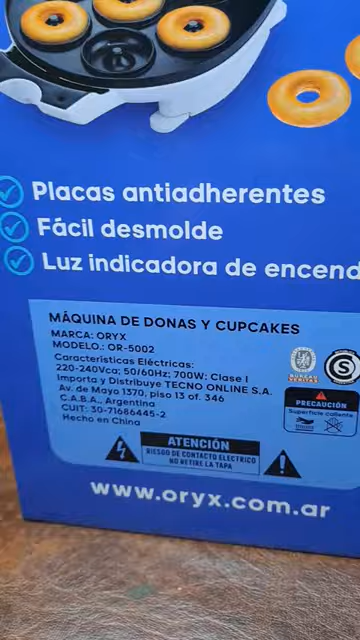 Placas antiadherentes
Fácil desmolde
Luz indicadora de encend
MÁQUINA DE DONAS Y CUPCAKES
MARCA: ORYX
MODELO.: OR-5002
Características Eléctricas:
220-240Vca; 50/60Hz; 700W; Clase I
Importa y Distribuye TECNO ONLINE S.A.
Av. de Mayo 1370, piso 13 of. 346
C.A.B.A., Argentina
CUIT: 30-71686445-2
Hecho en China
BUREAU
VERITAS
S
PRECAUCIÓN
Superficie caliente
ATENCIÓN
RIESGO DE CONTACTO ELECTRICO
NO RETIRE LA TAPA
www.oryx.com.ar